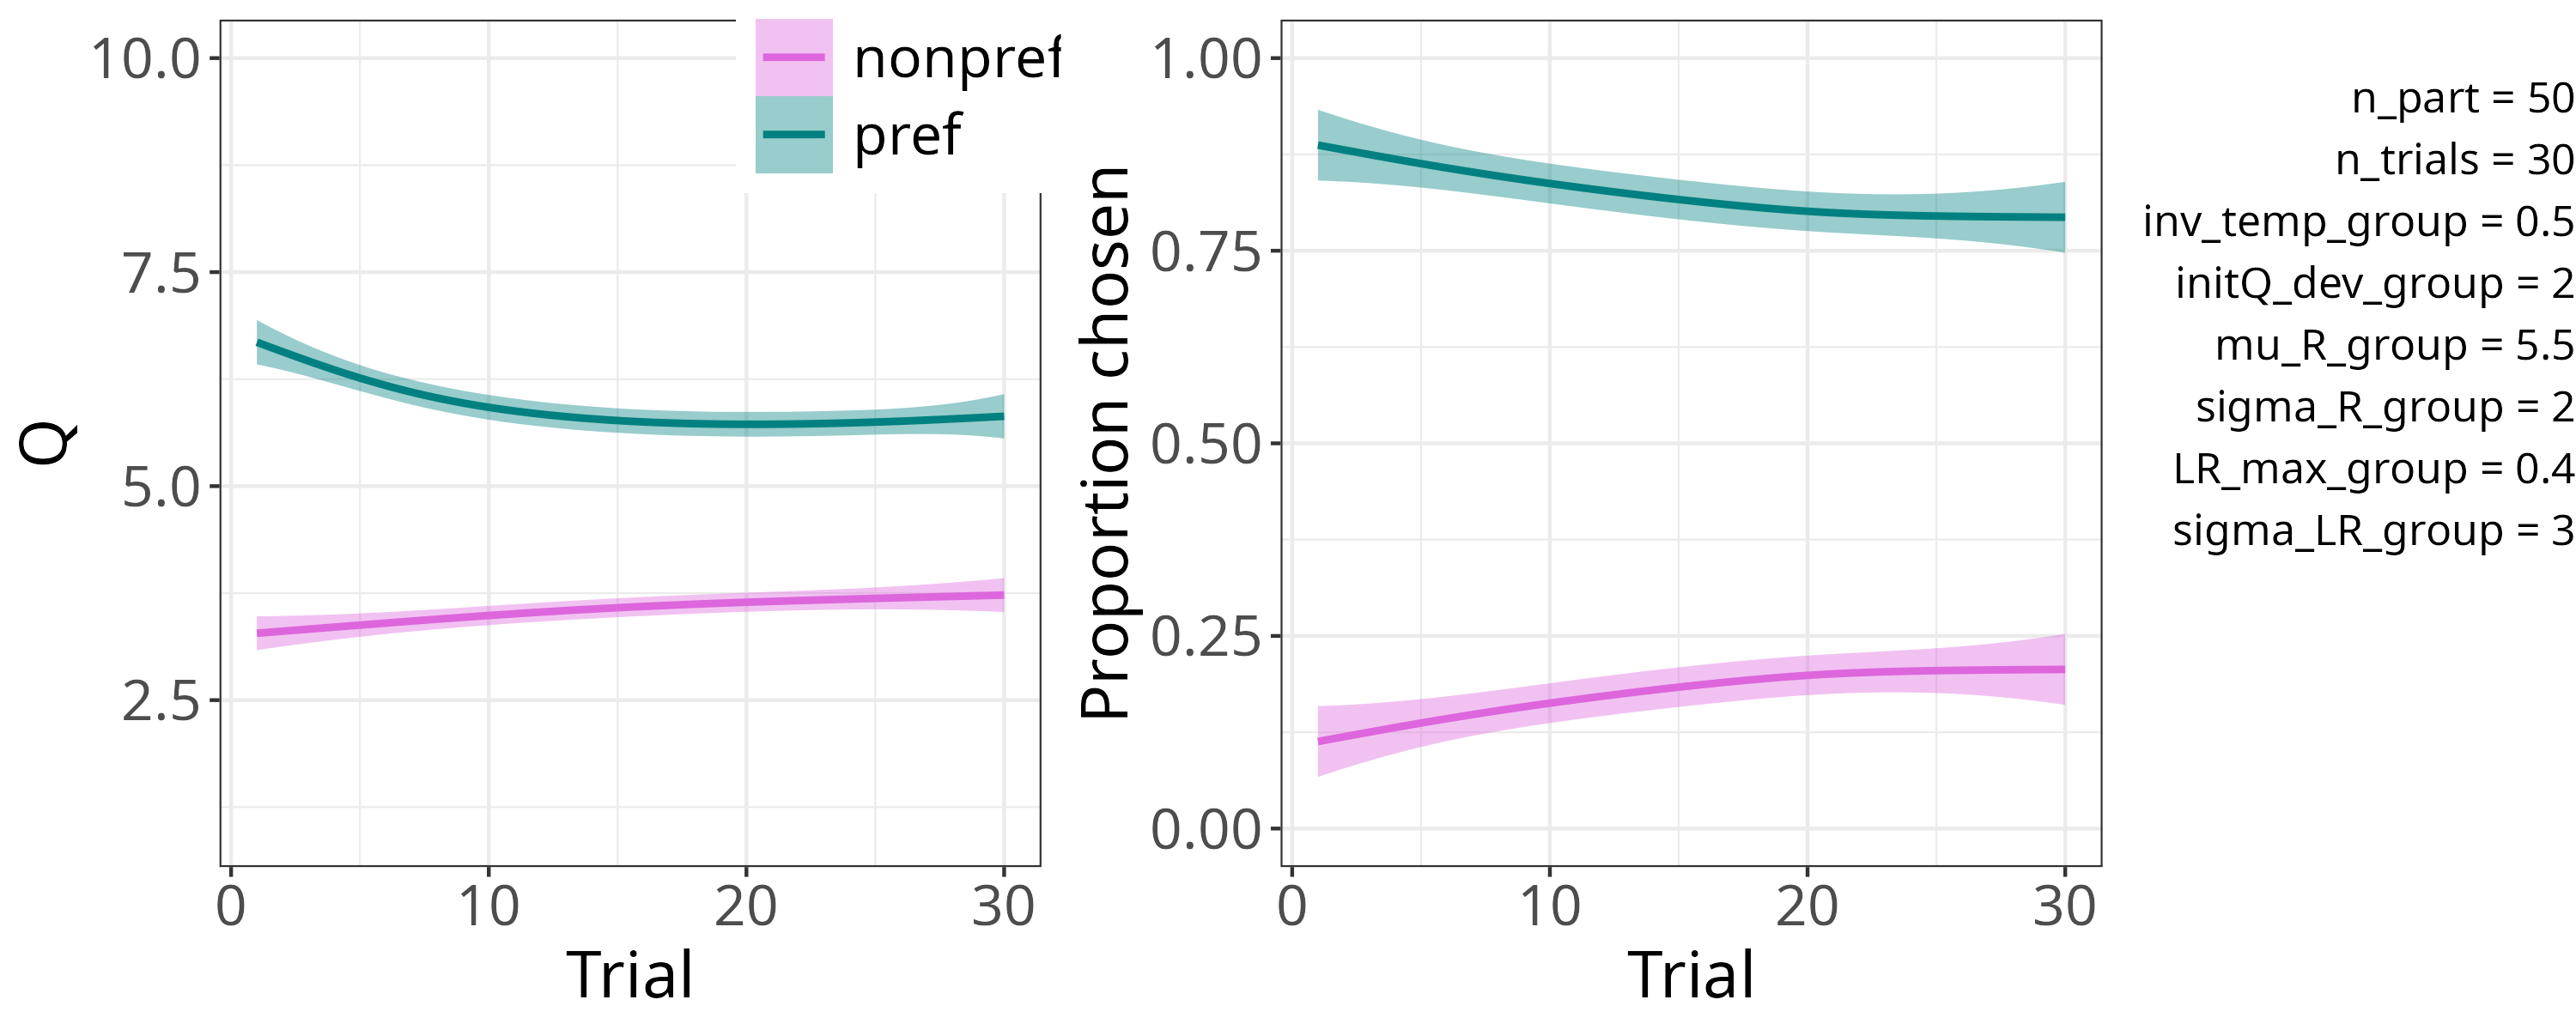 10.0
7.5
5.0
2.5
Q
0 10 20 30
Trial
nonpref
pref
1.00
0.75
0.50
0.25
0.00
Proportion chosen
0 10 20 30
Trial
n_part = 50
n_trials = 30
inv_temp_group = 0.5
initQ_dev_group = 2
mu_R_group = 5.5
sigma_R_group = 2
LR_max_group = 0.4
sigma_LR_group = 3